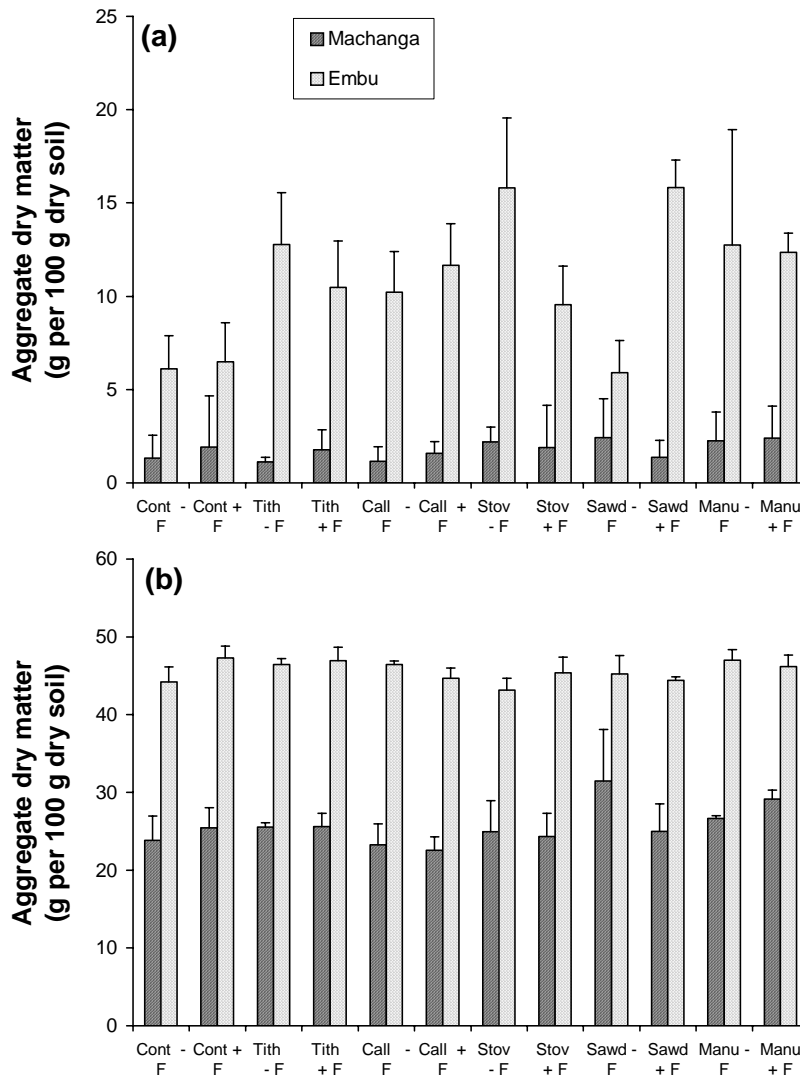 (a)
Machanga
Embu
Aggregate dry matter
(g per 100 g dry soil)
25
20
15
10
5
0
Cont - Cont + Tith Tith Call - Call + Stov Stov Sawd - Sawd Manu - Manu
F F - F + F F F - F + F F + F F + F
(b)
Aggregate dry matter
(g per 100 g dry soil)
60
50
40
30
20
10
0
Cont - Cont + Tith Tith Call - Call + Stov Stov Sawd - Sawd Manu - Manu
F F - F + F F F - F + F F + F F + F